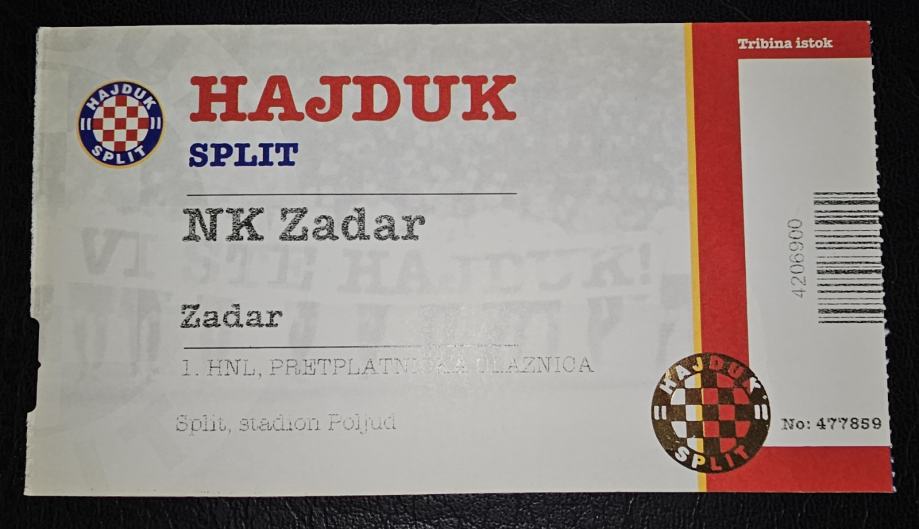 HAJDUK
SPLIT
HAJDUK
SPLIT
NK Zadar
Zadar
1. HNL, PRETPLATNIČKA ULAZNICA
Split, stadion Poljud
Tribina istok
4206900
HAJDUK
SPLIT
No: 477859